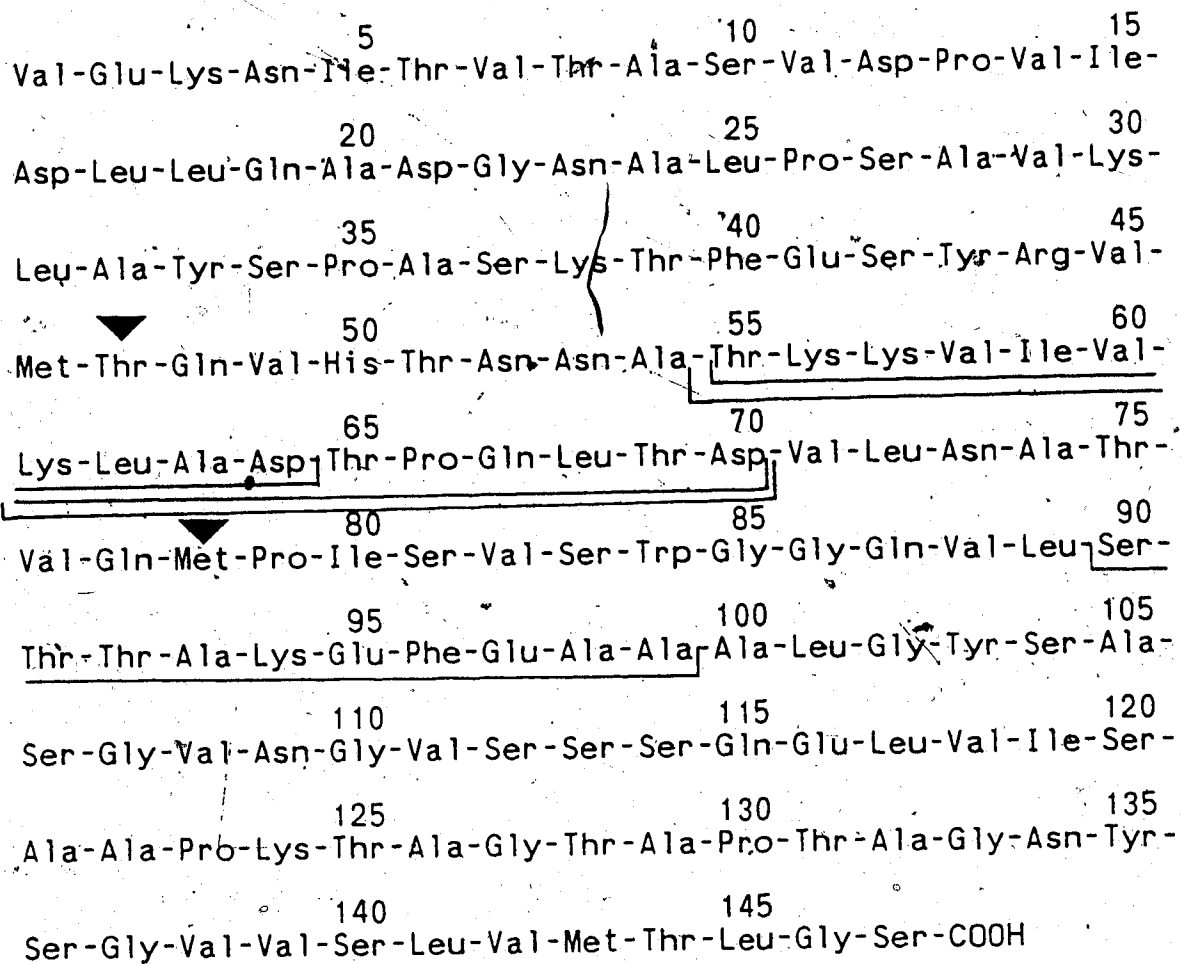 5 10 15
Val-Glu-Lys-Asn-Ile-Thr-Val-Thr-Ala-Ser-Val-Asp-Pro-Val-Ile-
20 25 30
Asp-Leu-Leu-Gln-Ala-Asp-Gly-Asn-Ala-Leu-Pro-Ser-Ala-Val-Lys-
35 40 45
Leu-Ala-Tyr-Ser-Pro-Ala-Ser-Lys-Thr-Phe-Glu-Ser-Tyr-Arg-Val-
50 55 60
Met-Thr-Gln-Val-His-Thr-Asn-Asn-Ala-Thr-Lys-Lys-Val-Ile-Val-
65 70 75
Lys-Leu-Ala-Asp-Thr-Pro-Gln-Leu-Thr-Asp-Val-Leu-Asn-Ala-Thr-
80 85 90
Val-Gln-Met-Pro-Ile-Ser-Val-Ser-Trp-Gly-Gly-Gln-Val-Leu-Ser-
95 100 105
Thr-Thr-Ala-Lys-Glu-Phe-Glu-Ala-Ala-Ala-Leu-Gly-Tyr-Ser-Ala-
110 115 120
Ser-Gly-Val-Asn-Gly-Val-Ser-Ser-Ser-Gln-Glu-Leu-Val-Ile-Ser-
125 130 135
Ala-Ala-Pro-Lys-Thr-Ala-Gly-Thr-Ala-Pro-Thr-Ala-Gly-Asn-Tyr-
140 145
Ser-Gly-Val-Val-Ser-Leu-Val-Met-Thr-Leu-Gly-Ser-COOH